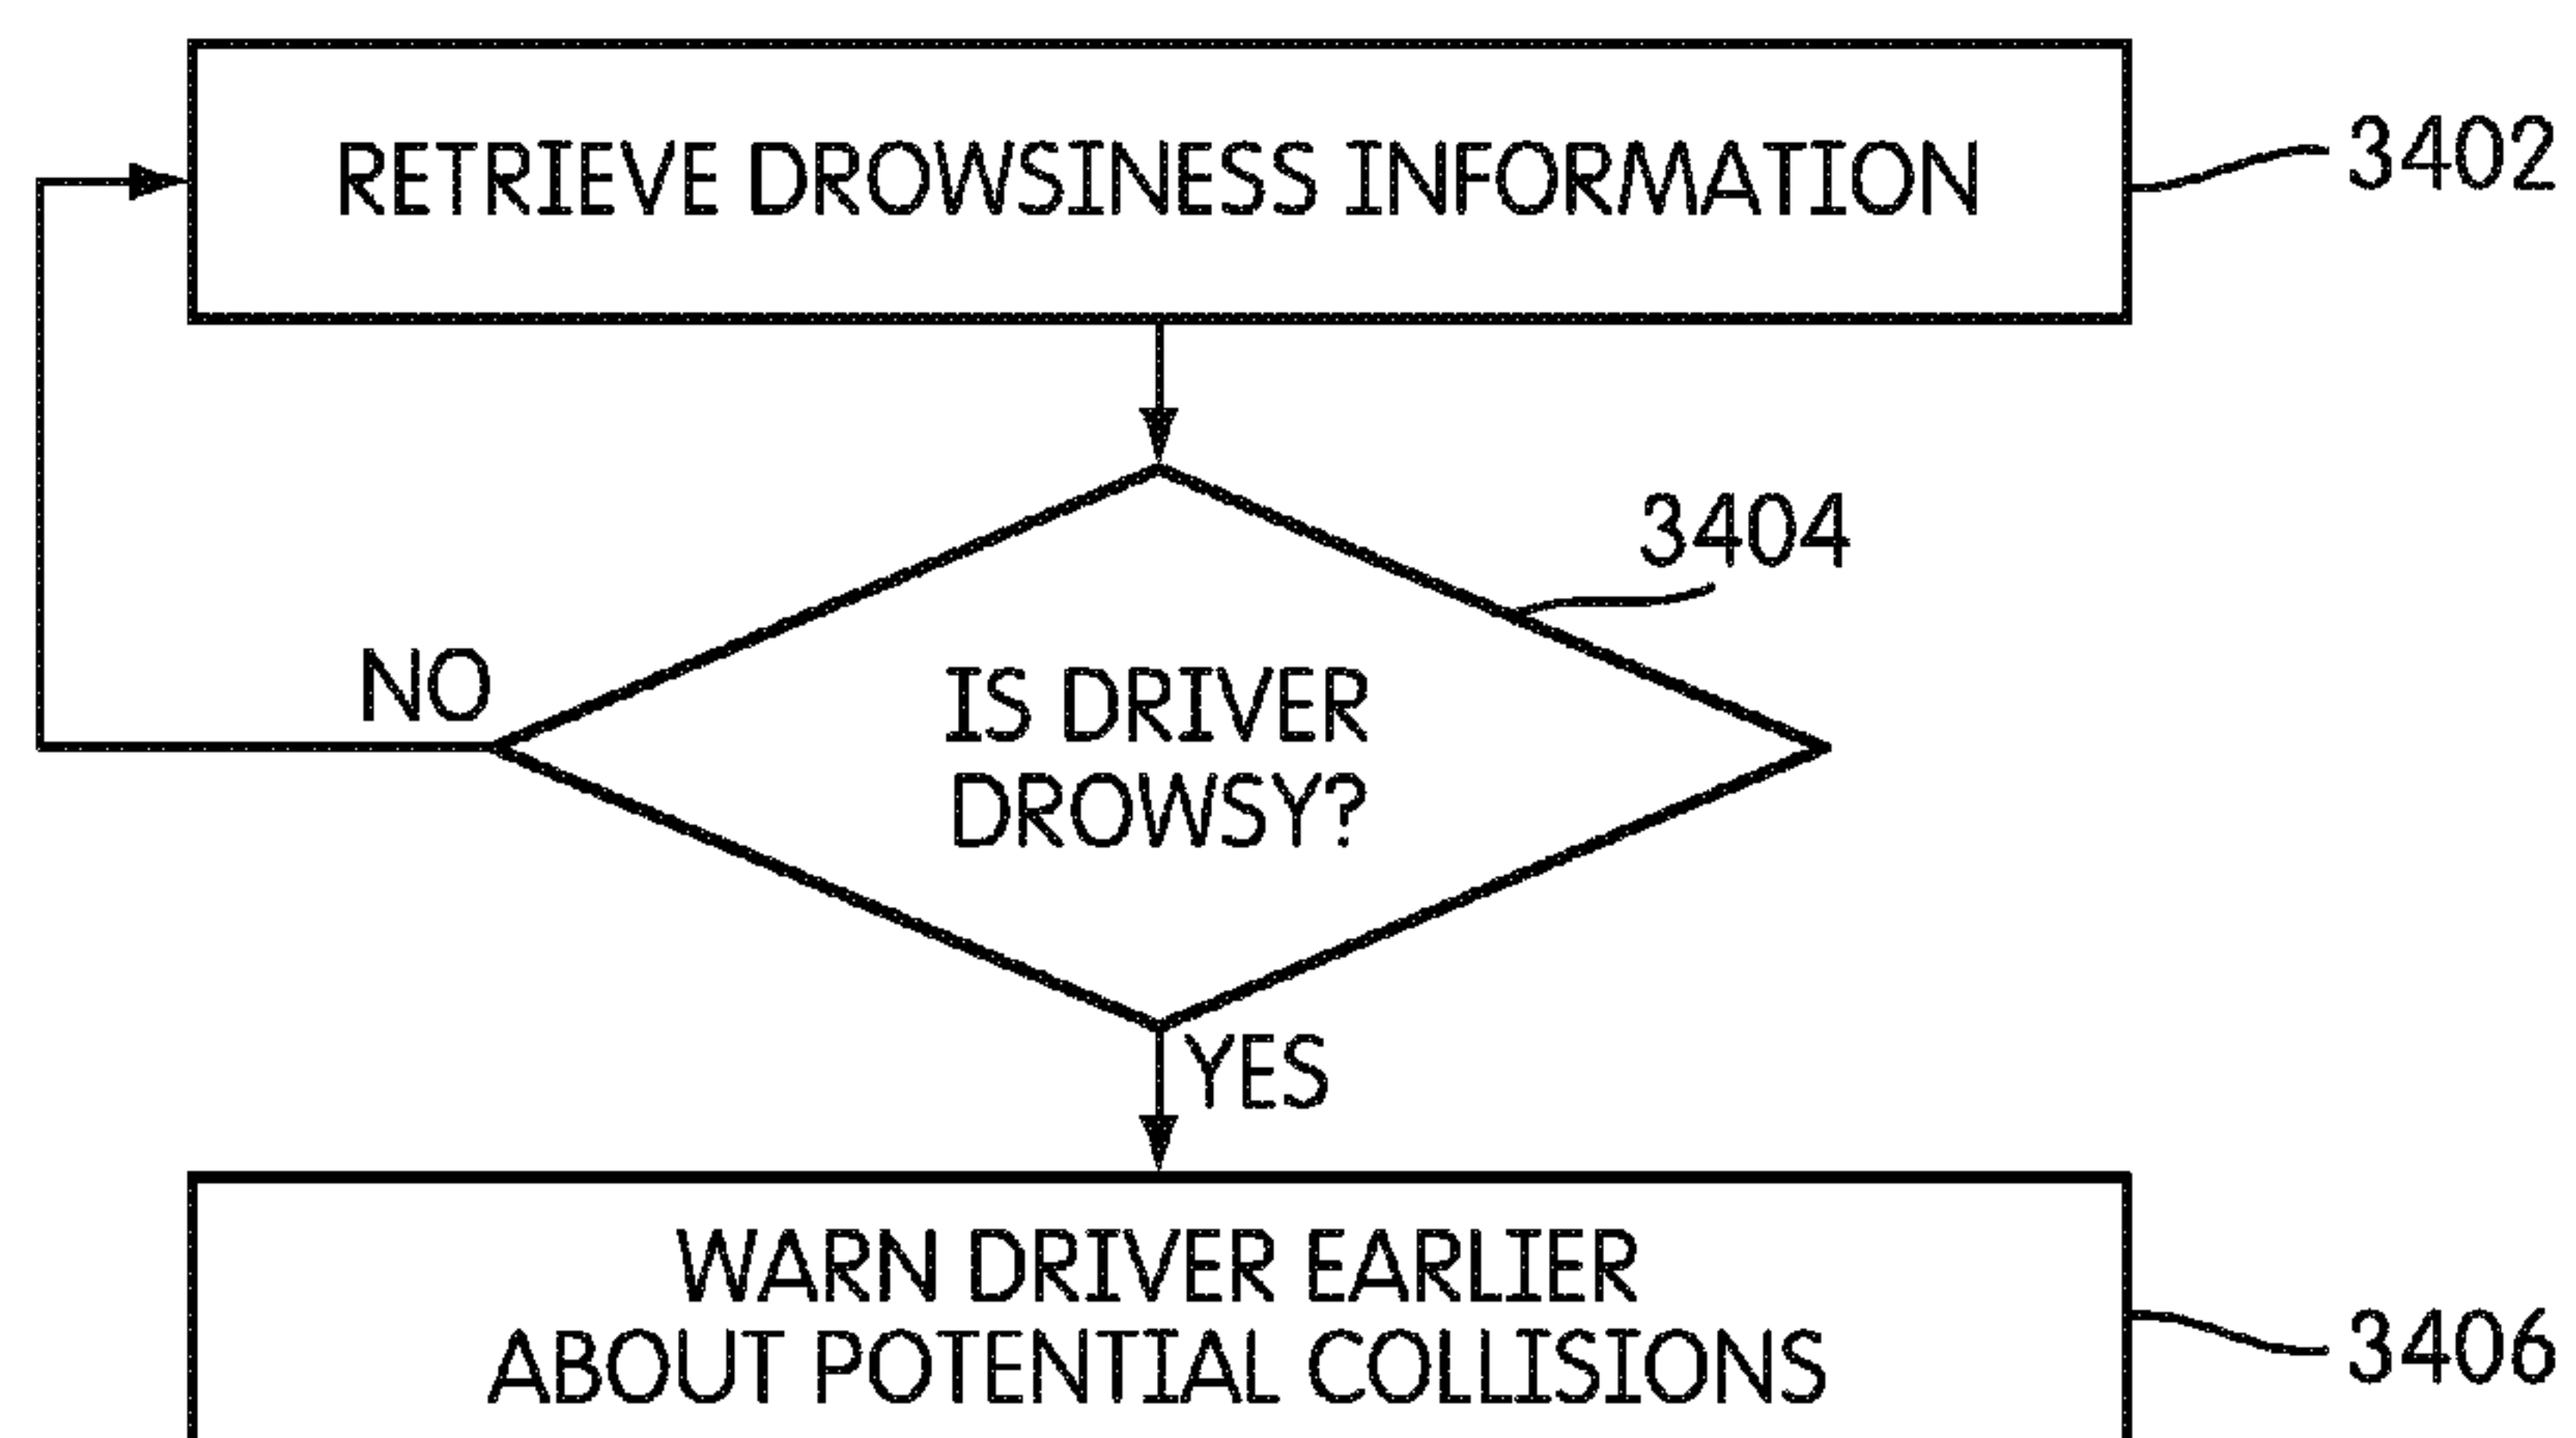 RETRIEVE DROWSINESS INFORMATION
3402
3404
NO
IS DRIVER
DROWSY?
YES
WARN DRIVER EARLIER
ABOUT POTENTIAL COLLISIONS
3406